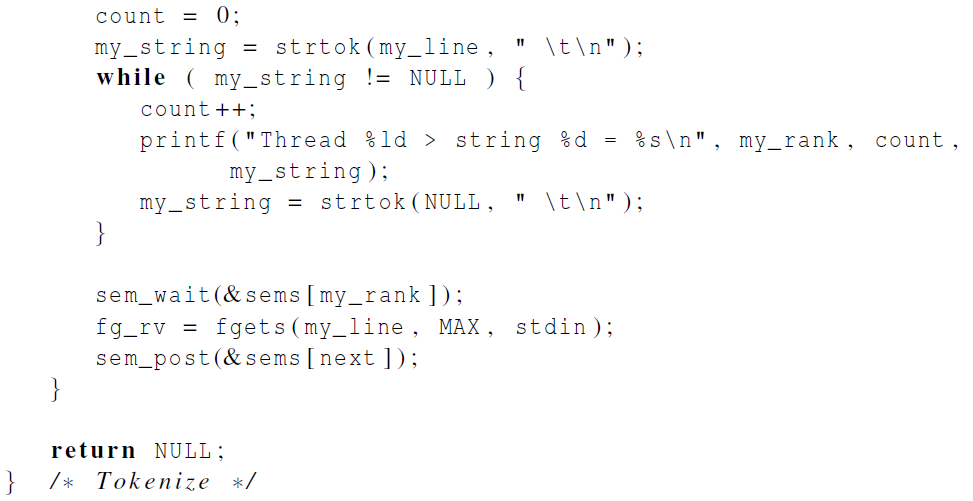 count = 0;
my_string = strtok(my_line, " \t\n");
while ( my_string != NULL ) {
count++;
printf("Thread %ld > string %d = %s\n", my_rank, count,
my_string);
my_string = strtok(NULL, " \t\n");
}
sem_wait(&sems[my_rank]);
fg_rv = fgets(my_line, MAX, stdin);
sem_post(&sems[next]);
}
return NULL;
} /* Tokenize */